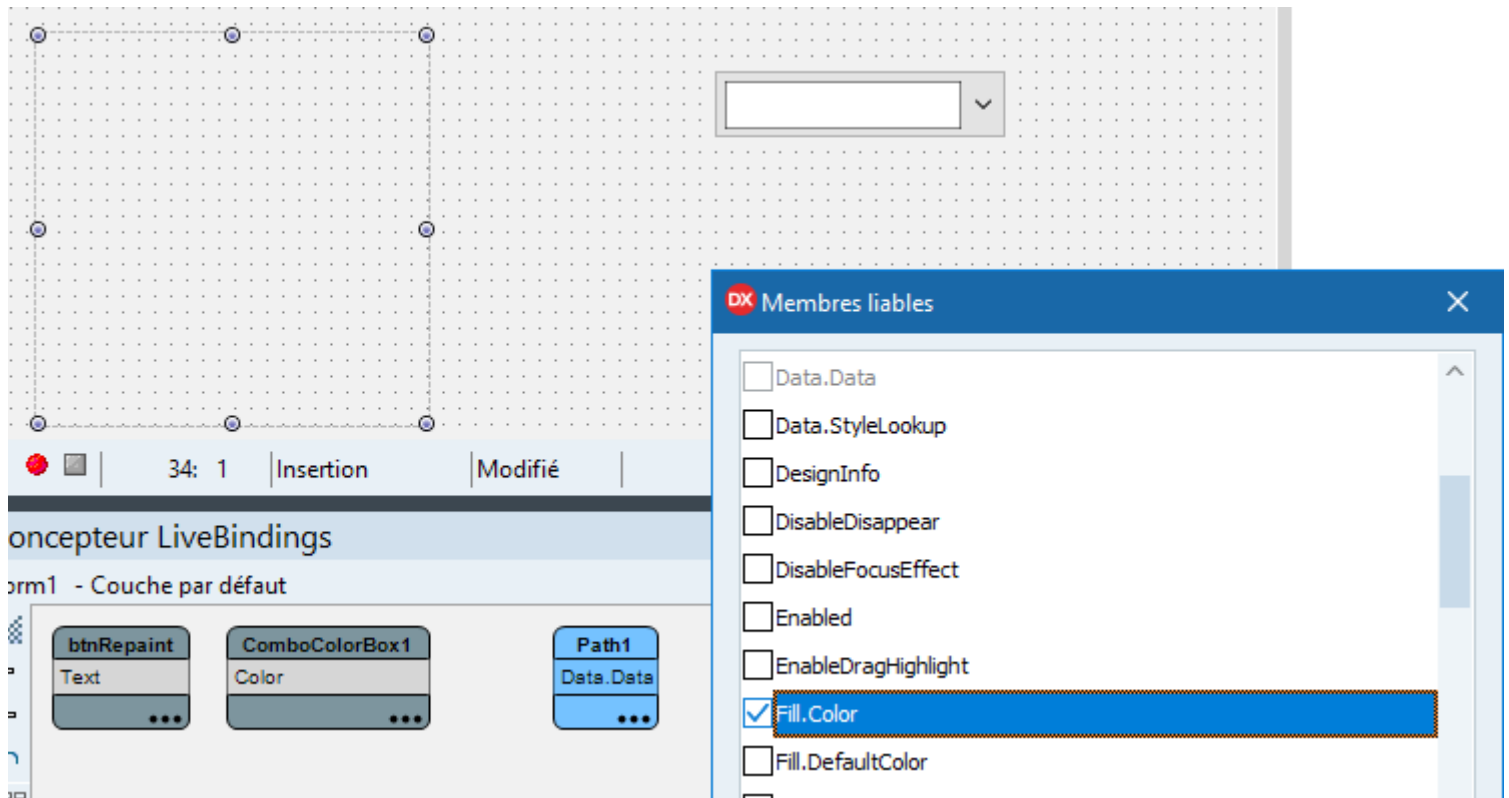 DX Membres liables
Data.Data
Data.StyleLookup
DesignInfo
DisableDisappear
DisableFocusEffect
Enabled
EnableDragHighlight
Fill.Color
Fill.DefaultColor
34: 1 Insertion Modifié
oncepteur LiveBindings
orm1 - Couche par défaut
btnRepaint
Text
ComboColorBox1
Color
Path1
Data.Data